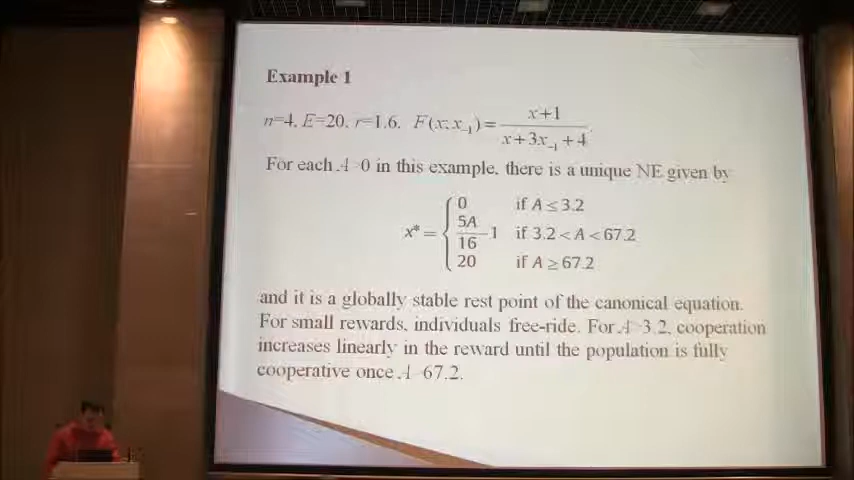 Example 1
n=4, E=20, r=1.6, F(x; x₋₁) = (x+1)/(x+3x₋₁+4)
For each A>0 in this example, there is a unique NE given by
x* = { 0 if A ≤ 3.2
5A/16 -1 if 3.2 < A < 67.2
20 if A ≥ 67.2
and it is a globally stable rest point of the canonical equation.
For small rewards, individuals free-ride. For A>3.2, cooperation
increases linearly in the reward until the population is fully
cooperative once A=67.2.